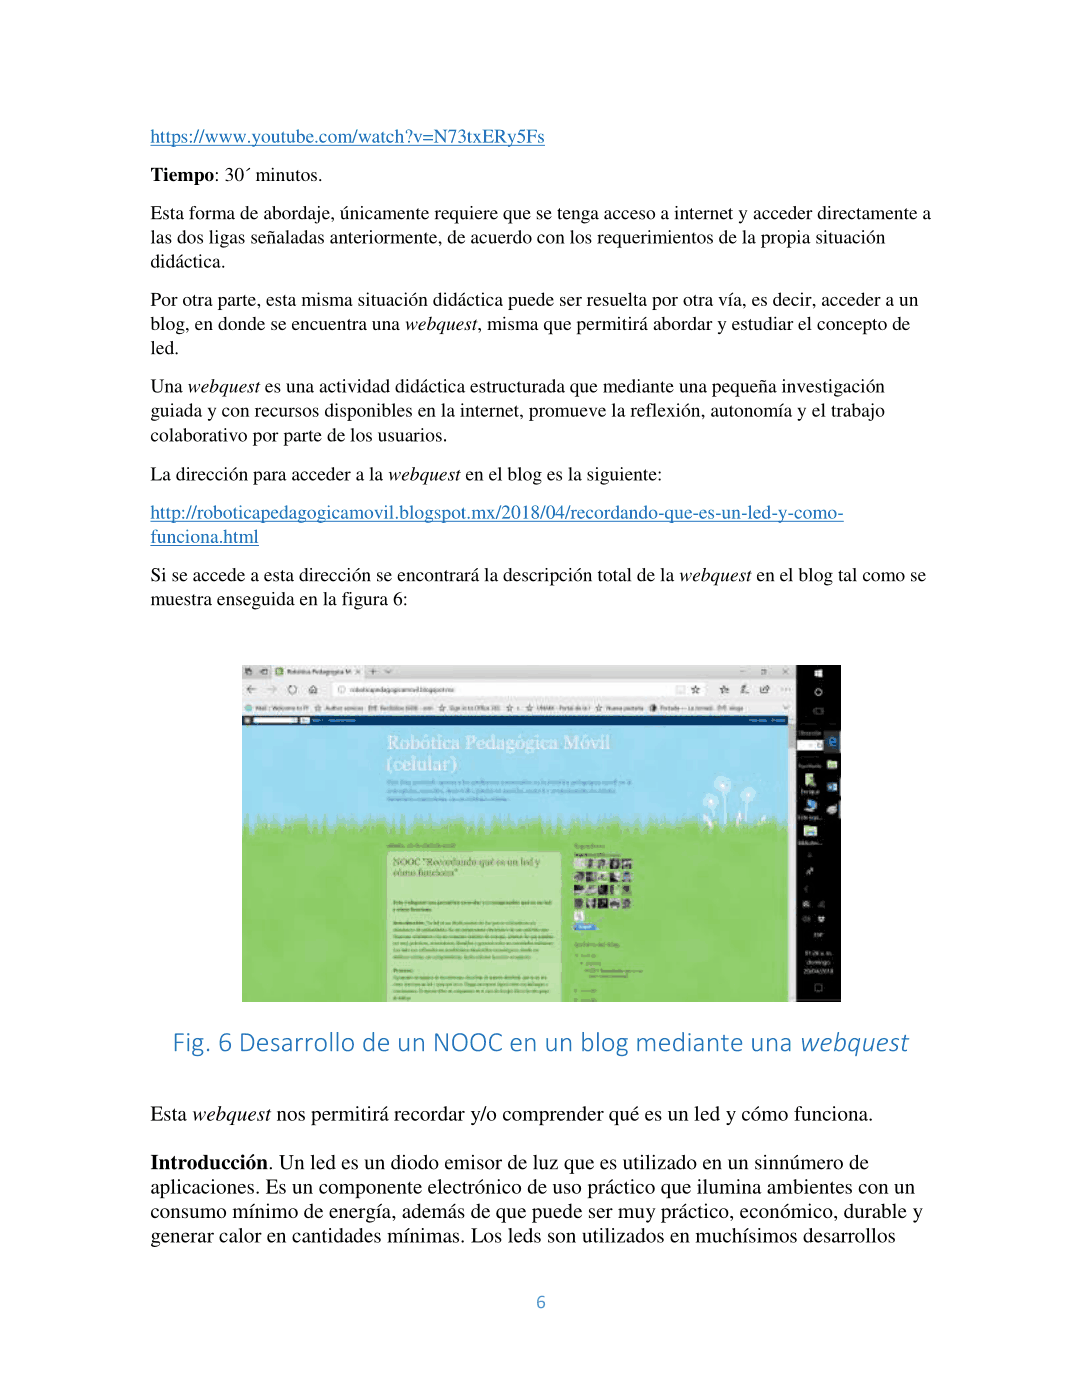 https://www.youtube.com/watch?v=N73txERy5Fs
Tiempo: 30´ minutos.
Esta forma de abordaje, únicamente requiere que se tenga acceso a internet y acceder directamente a
las dos ligas señaladas anteriormente, de acuerdo con los requerimientos de la propia situación
didáctica.
Por otra parte, esta misma situación didáctica puede ser resuelta por otra vía, es decir, acceder a un
blog, en donde se encuentra una webquest, misma que permitirá abordar y estudiar el concepto de
led.
Una webquest es una actividad didáctica estructurada que mediante una pequeña investigación
guiada y con recursos disponibles en la internet, promueve la reflexión, autonomía y el trabajo
colaborativo por parte de los usuarios.
La dirección para acceder a la webquest en el blog es la siguiente:
http://roboticapedagogicamovil.blogspot.mx/2018/04/recordando-que-es-un-led-y-como-
funciona.html
Si se accede a esta dirección se encontrará la descripción total de la webquest en el blog tal como se
muestra enseguida en la figura 6:
Robótica Pedagógica M
roboticapedagogicamovil.blogspot.mx
Robótica Pedagógica Móvil
(celular)
NOOC "Recordando qué es un led y
cómo funciona"
Fig. 6 Desarrollo de un NOOC en un blog mediante una webquest
Esta webquest nos permitirá recordar y/o comprender qué es un led y cómo funciona.
Introducción. Un led es un diodo emisor de luz que es utilizado en un sinnúmero de
aplicaciones. Es un componente electrónico de uso práctico que ilumina ambientes con un
consumo mínimo de energía, además de que puede ser muy práctico, económico, durable y
generar calor en cantidades mínimas. Los leds son utilizados en muchísimos desarrollos
6